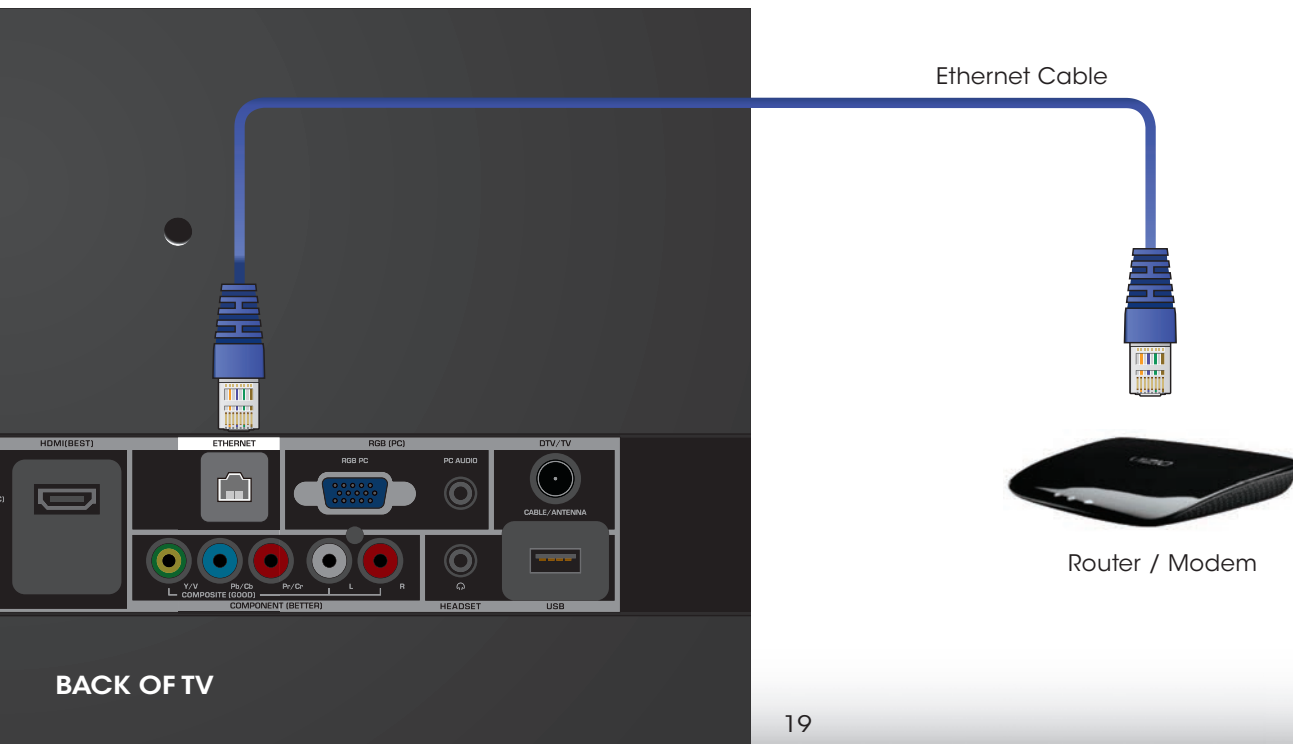 Ethernet Cable
HDMI(BEST)
ETHERNET
RGB (PC)
DTV/TV
RGB PC
PC AUDIO
C)
CABLE/ANTENNA
Y/V
Pb/Cb
Pr/Cr
L
R
COMPOSITE (GOOD)
COMPONENT (BETTER)
HEADSET
USB
VIZIO
Router / Modem
BACK OF TV
19